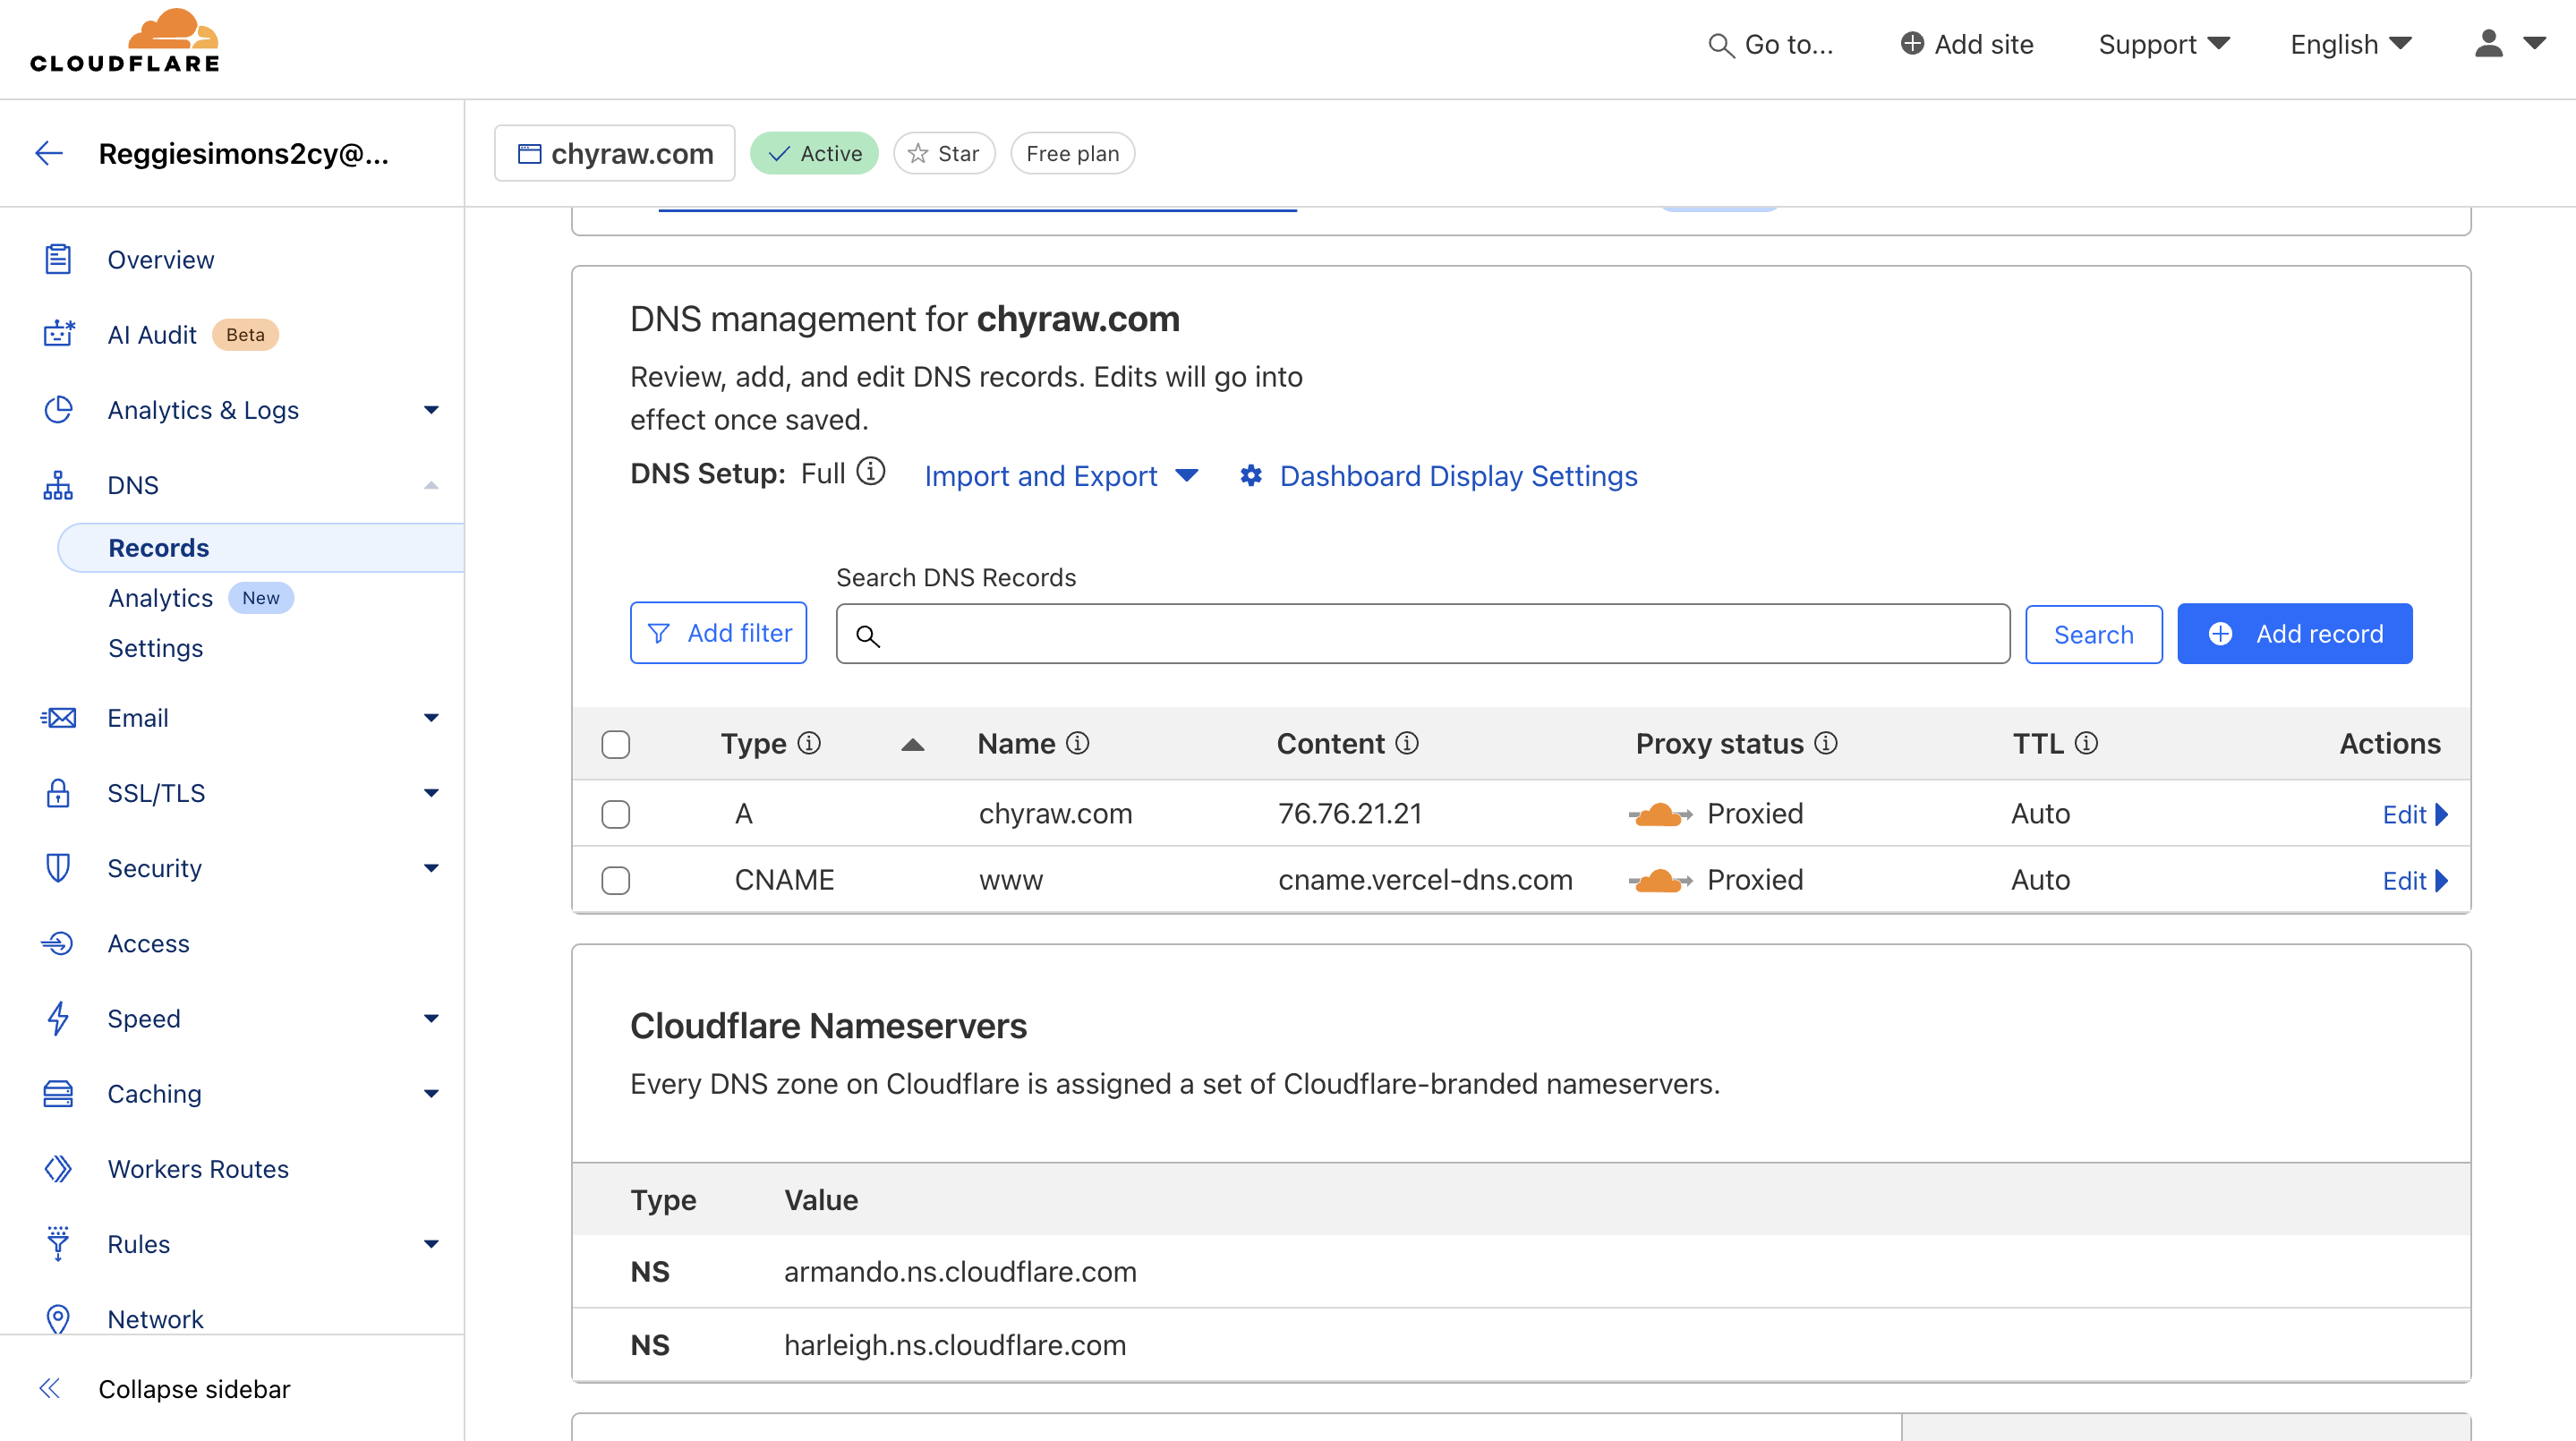 CLOUDFLARE
Go to...
Add site
Support
English
Reggiesimons2cy@...
chyraw.com
Active
Star
Free plan
Overview
AI Audit Beta
Analytics & Logs
DNS
Records
Analytics New
Settings
Email
SSL/TLS
Security
Access
Speed
Caching
Workers Routes
Rules
Network
Collapse sidebar
DNS management for chyraw.com
Review, add, and edit DNS records. Edits will go into
effect once saved.
DNS Setup: Full Import and Export Dashboard Display Settings
Search DNS Records
Add filter Search Add record
Type Name Content Proxy status TTL Actions
A chyraw.com 76.76.21.21 Proxied Auto Edit
CNAME www cname.vercel-dns.com Proxied Auto Edit
Cloudflare Nameservers
Every DNS zone on Cloudflare is assigned a set of Cloudflare-branded nameservers.
Type Value
NS armando.ns.cloudflare.com
NS harleigh.ns.cloudflare.com